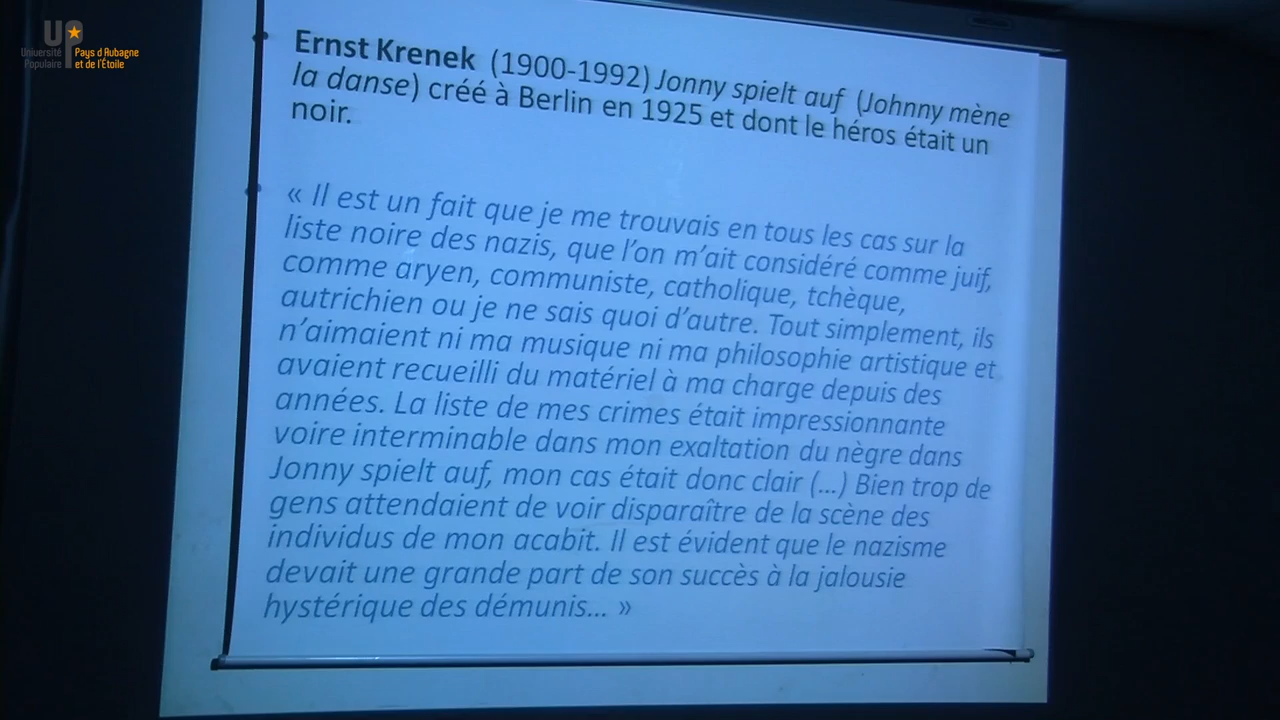 UP
Université Populaire
Pays d'Aubagne et de l'Étoile
Ernst Krenek (1900-1992) Jonny spielt auf (Johnny mène
la danse) créé à Berlin en 1925 et dont le héros était un
noir.
« Il est un fait que je me trouvais en tous les cas sur la
liste noire des nazis, que l'on m'ait considéré comme juif,
comme aryen, communiste, catholique, tchèque,
autrichien ou je ne sais quoi d'autre. Tout simplement, ils
n'aimaient ni ma musique ni ma philosophie artistique et
avaient recueilli du matériel à ma charge depuis des
années. La liste de mes crimes était impressionnante
voire interminable dans mon exaltation du nègre dans
Jonny spielt auf, mon cas était donc clair (...) Bien trop de
gens attendaient de voir disparaître de la scène des
individus de mon acabit. Il est évident que le nazisme
devait une grande part de son succès à la jalousie
hystérique des démunis... »